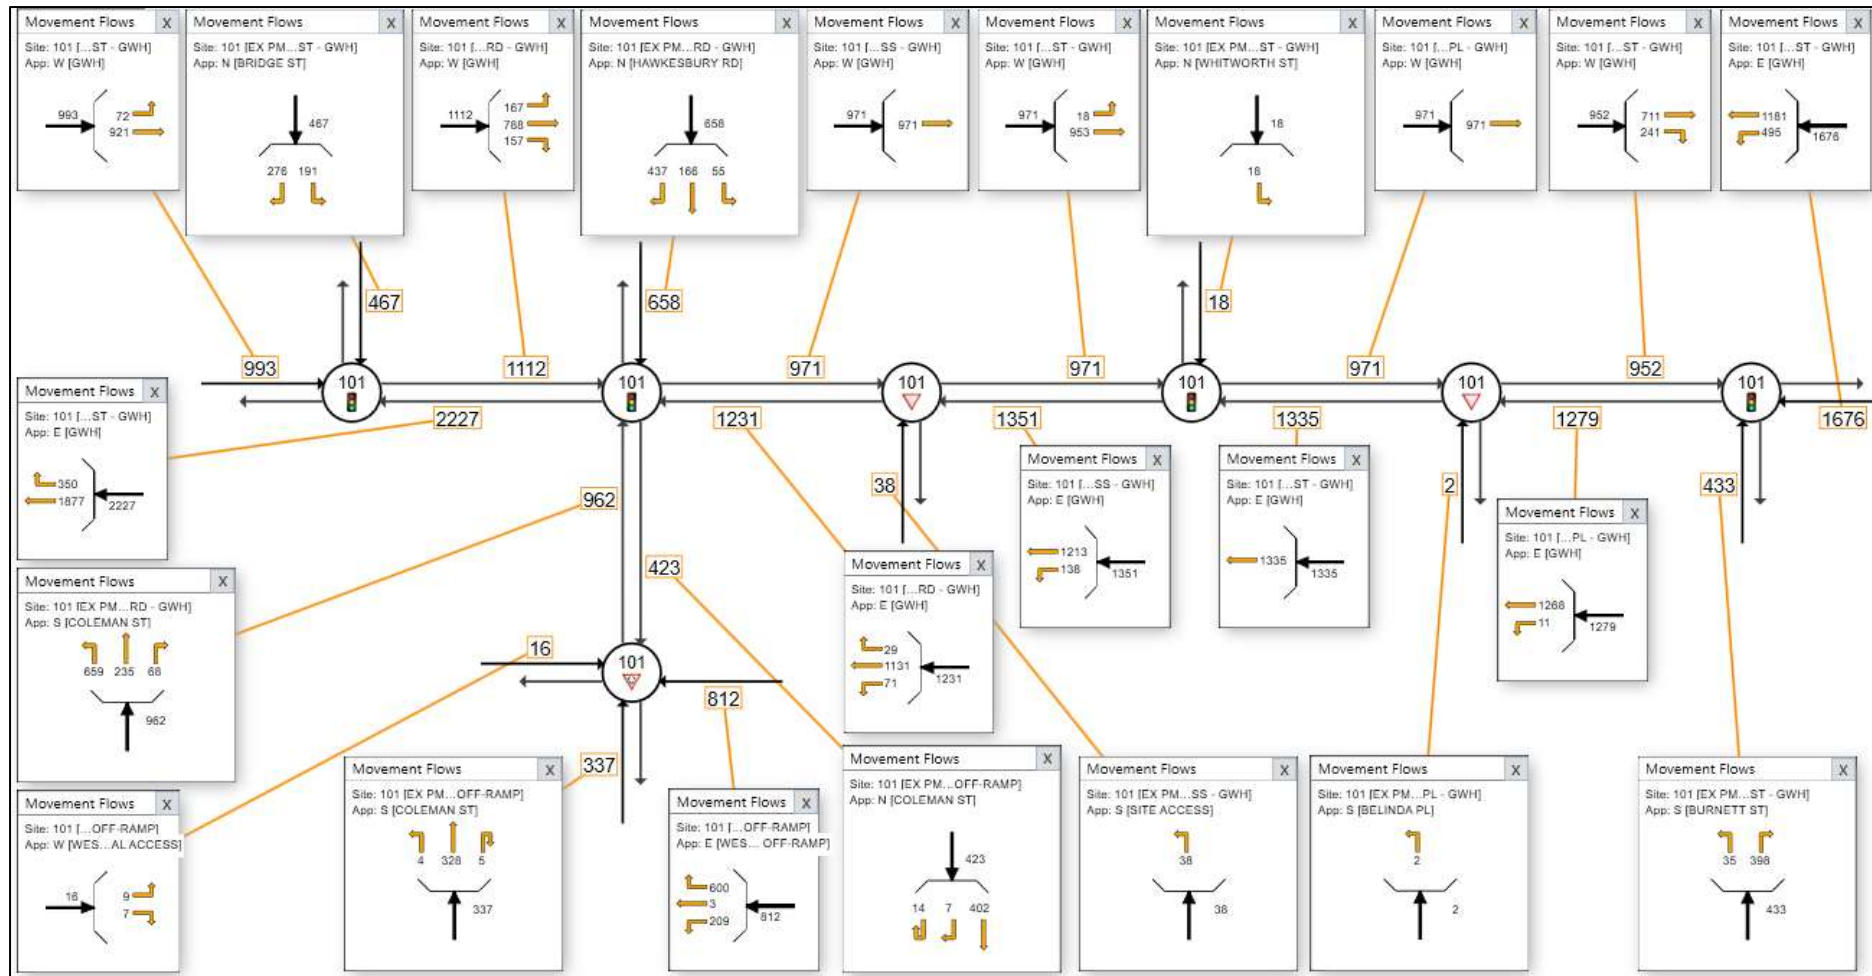 Movement Flows X
Site: 101 [...ST - GWH]
App: W [GWH]
993
72
921
Movement Flows X
Site: 101 [EX PM...ST - GWH]
App: N [BRIDGE ST]
467
276 191
Movement Flows X
Site: 101 [...RD - GWH]
App: W [GWH]
1112
167
788
157
Movement Flows X
Site: 101 [EX PM...RD - GWH]
App: N [HAWKESBURY RD]
658
437 166 55
Movement Flows X
Site: 101 [...SS - GWH]
App: W [GWH]
971
971
Movement Flows X
Site: 101 [...ST - GWH]
App: W [GWH]
971
18
953
Movement Flows X
Site: 101 [EX PM...ST - GWH]
App: N [WHITWORTH ST]
18
18
Movement Flows X
Site: 101 [...PL - GWH]
App: W [GWH]
971
971
Movement Flows X
Site: 101 [...ST - GWH]
App: W [GWH]
952
711
241
Movement Flows X
Site: 101 [...ST - GWH]
App: E [GWH]
1181
495
1676
467
658
18
993
1112
971
971
971
952
101
101
101
101
101
101
2227
1231
1351
1335
1279
1676
Movement Flows X
Site: 101 [...ST - GWH]
App: E [GWH]
350
1877
2227
962
38
2
433
Movement Flows X
Site: 101 [...SS - GWH]
App: E [GWH]
1213
138
1351
Movement Flows X
Site: 101 [...ST - GWH]
App: E [GWH]
1335
1335
Movement Flows X
Site: 101 [...PL - GWH]
App: E [GWH]
1268
11
1279
Movement Flows X
Site: 101 [EX PM...RD - GWH]
App: S [COLEMAN ST]
659 235 68
962
423
Movement Flows X
Site: 101 [...RD - GWH]
App: E [GWH]
29
1131
71
1231
16
101
812
337
Movement Flows X
Site: 101 [...OFF-RAMP]
App: W [WES...AL ACCESS]
16
9
7
Movement Flows X
Site: 101 [EX PM...OFF-RAMP]
App: S [COLEMAN ST]
4 328 5
337
Movement Flows X
Site: 101 [...OFF-RAMP]
App: E [WES... OFF-RAMP]
600
3
209
812
Movement Flows X
Site: 101 [EX PM...OFF-RAMP]
App: N [COLEMAN ST]
423
14 7 402
Movement Flows X
Site: 101 [EX PM...SS - GWH]
App: S [SITE ACCESS]
38
38
Movement Flows X
Site: 101 [EX PM...PL - GWH]
App: S [BELINDA PL]
2
2
Movement Flows X
Site: 101 [EX PM...ST - GWH]
App: S [BURNETT ST]
35 398
433